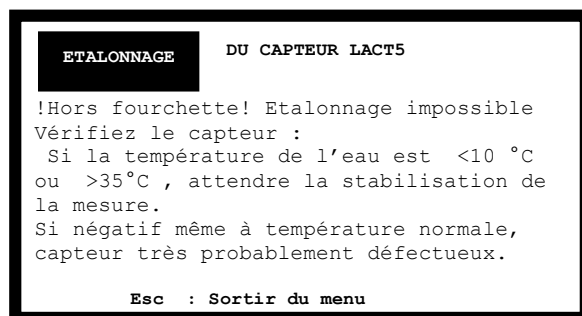 ETALONNAGE DU CAPTEUR LACT5
!Hors fourchette! Etalonnage impossible
Vérifiez le capteur :
Si la température de l'eau est <10 °C
ou >35°C , attendre la stabilisation de
la mesure.
Si négatif même à température normale,
capteur très probablement défectueux.
Esc : Sortir du menu